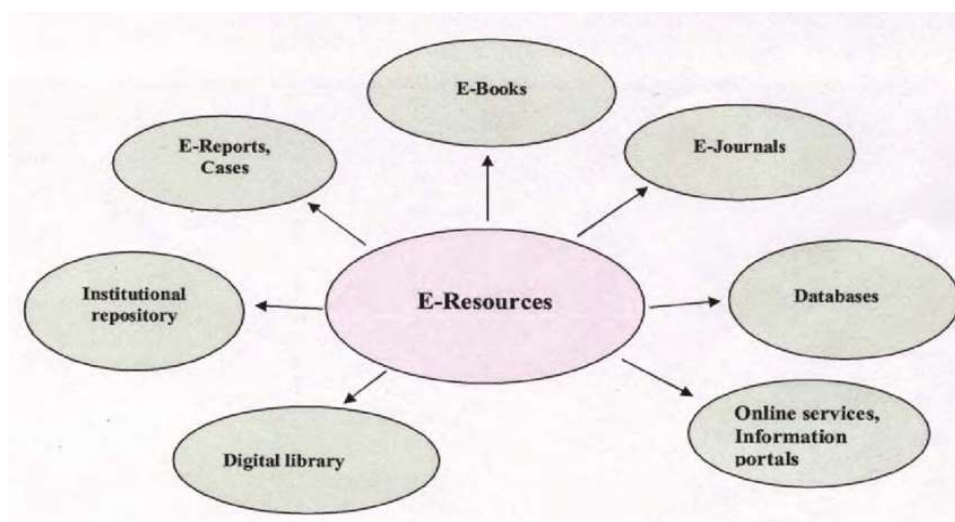 E-Books
E-Reports,
Cases
E-Journals
Institutional
repository
E-Resources
Databases
Digital library
Online services,
Information
portals